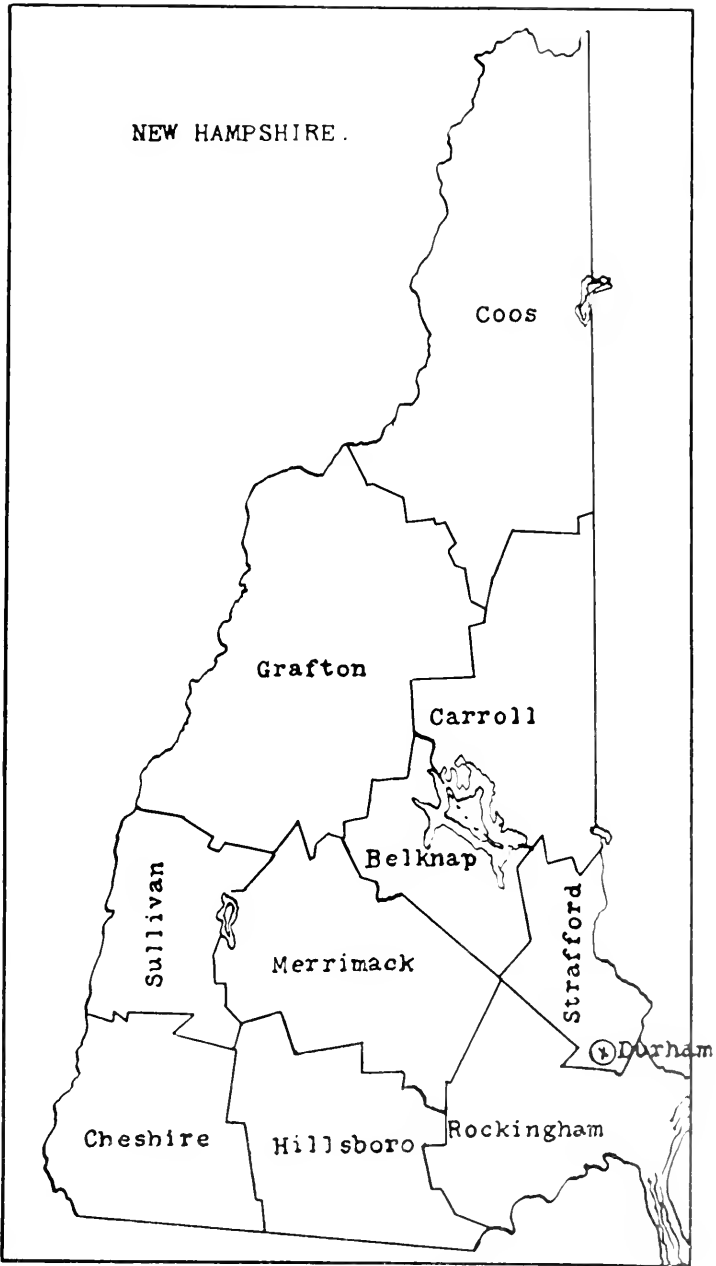 NEW HAMPSHIRE.
Coos
Grafton
Carroll
Belknap
Sullivan
Strafford
Merrimack
Durham
Cheshire
Hillsboro
Rockingham